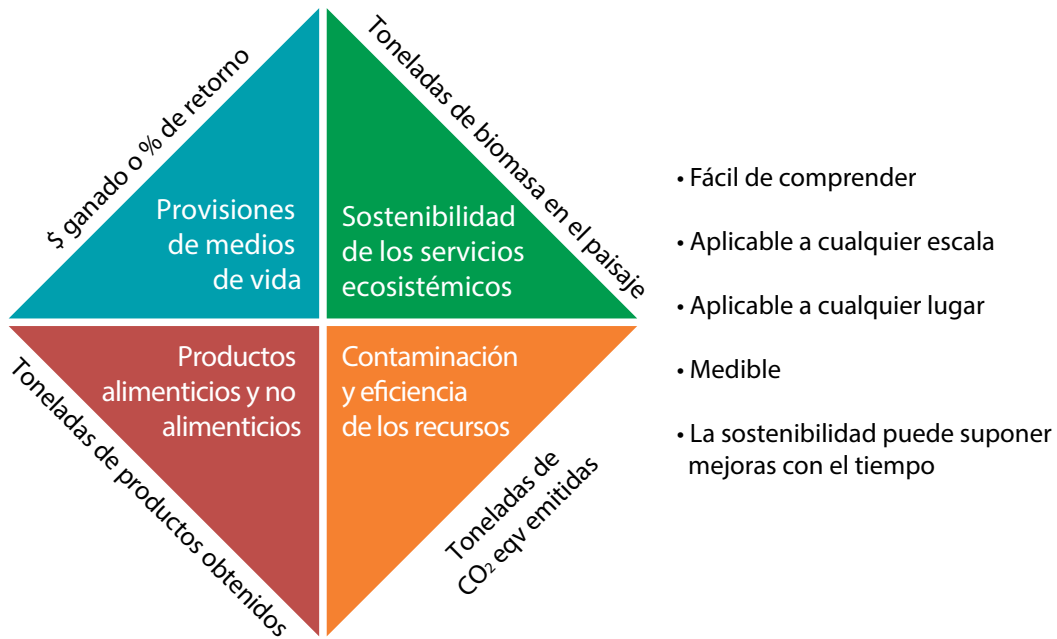 $ ganado o % de retorno
Toneladas de biomasa en el paisaje
Provisiones
de medios
de vida
Sostenibilidad
de los servicios
ecosistémicos
Productos
alimenticios y no
alimenticios
Contaminación
y eficiencia
de los recursos
Toneladas de productos obtenidos
Toneladas de
CO₂ eqv emitidas
• Fácil de comprender
• Aplicable a cualquier escala
• Aplicable a cualquier lugar
• Medible
• La sostenibilidad puede suponer
mejoras con el tiempo